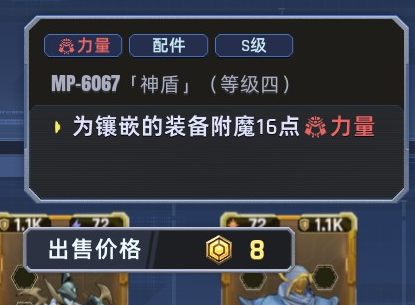 力量 配件 S级
MP-6067「神盾」（等级四）
为镶嵌的装备附魔16点力量
1.1K 72 72 1.1K
出售价格 8